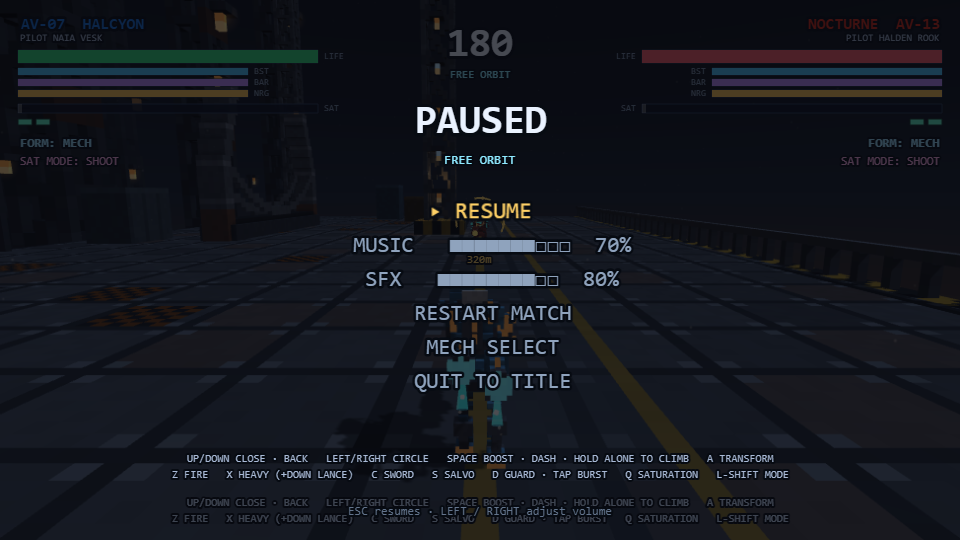 AV-07 HALCYON
PILOT NAIA VESK
LIFE
BST
BAR
NRG
SAT
FORM: MECH
SAT MODE: SHOOT
180
FREE ORBIT
NOCTURNE AV-13
PILOT HALDEN ROOK
LIFE
BST
BAR
NRG
SAT
FORM: MECH
SAT MODE: SHOOT
PAUSED
FREE ORBIT
▸ RESUME
MUSIC 70%
320m
SFX 80%
RESTART MATCH
MECH SELECT
QUIT TO TITLE
UP/DOWN CLOSE · BACK LEFT/RIGHT CIRCLE SPACE BOOST · DASH · HOLD ALONE TO CLIMB A TRANSFORM
Z FIRE X HEAVY (+DOWN LANCE) C SWORD S SALVO D GUARD · TAP BURST Q SATURATION L-SHIFT MODE
UP/DOWN CLOSE · BACK LEFT/RIGHT CIRCLE SPACE BOOST · DASH · HOLD ALONE TO CLIMB A TRANSFORM
ESC resumes · LEFT / RIGHT adjust volume
Z FIRE X HEAVY (+DOWN LANCE) C SWORD S SALVO D GUARD · TAP BURST Q SATURATION L-SHIFT MODE